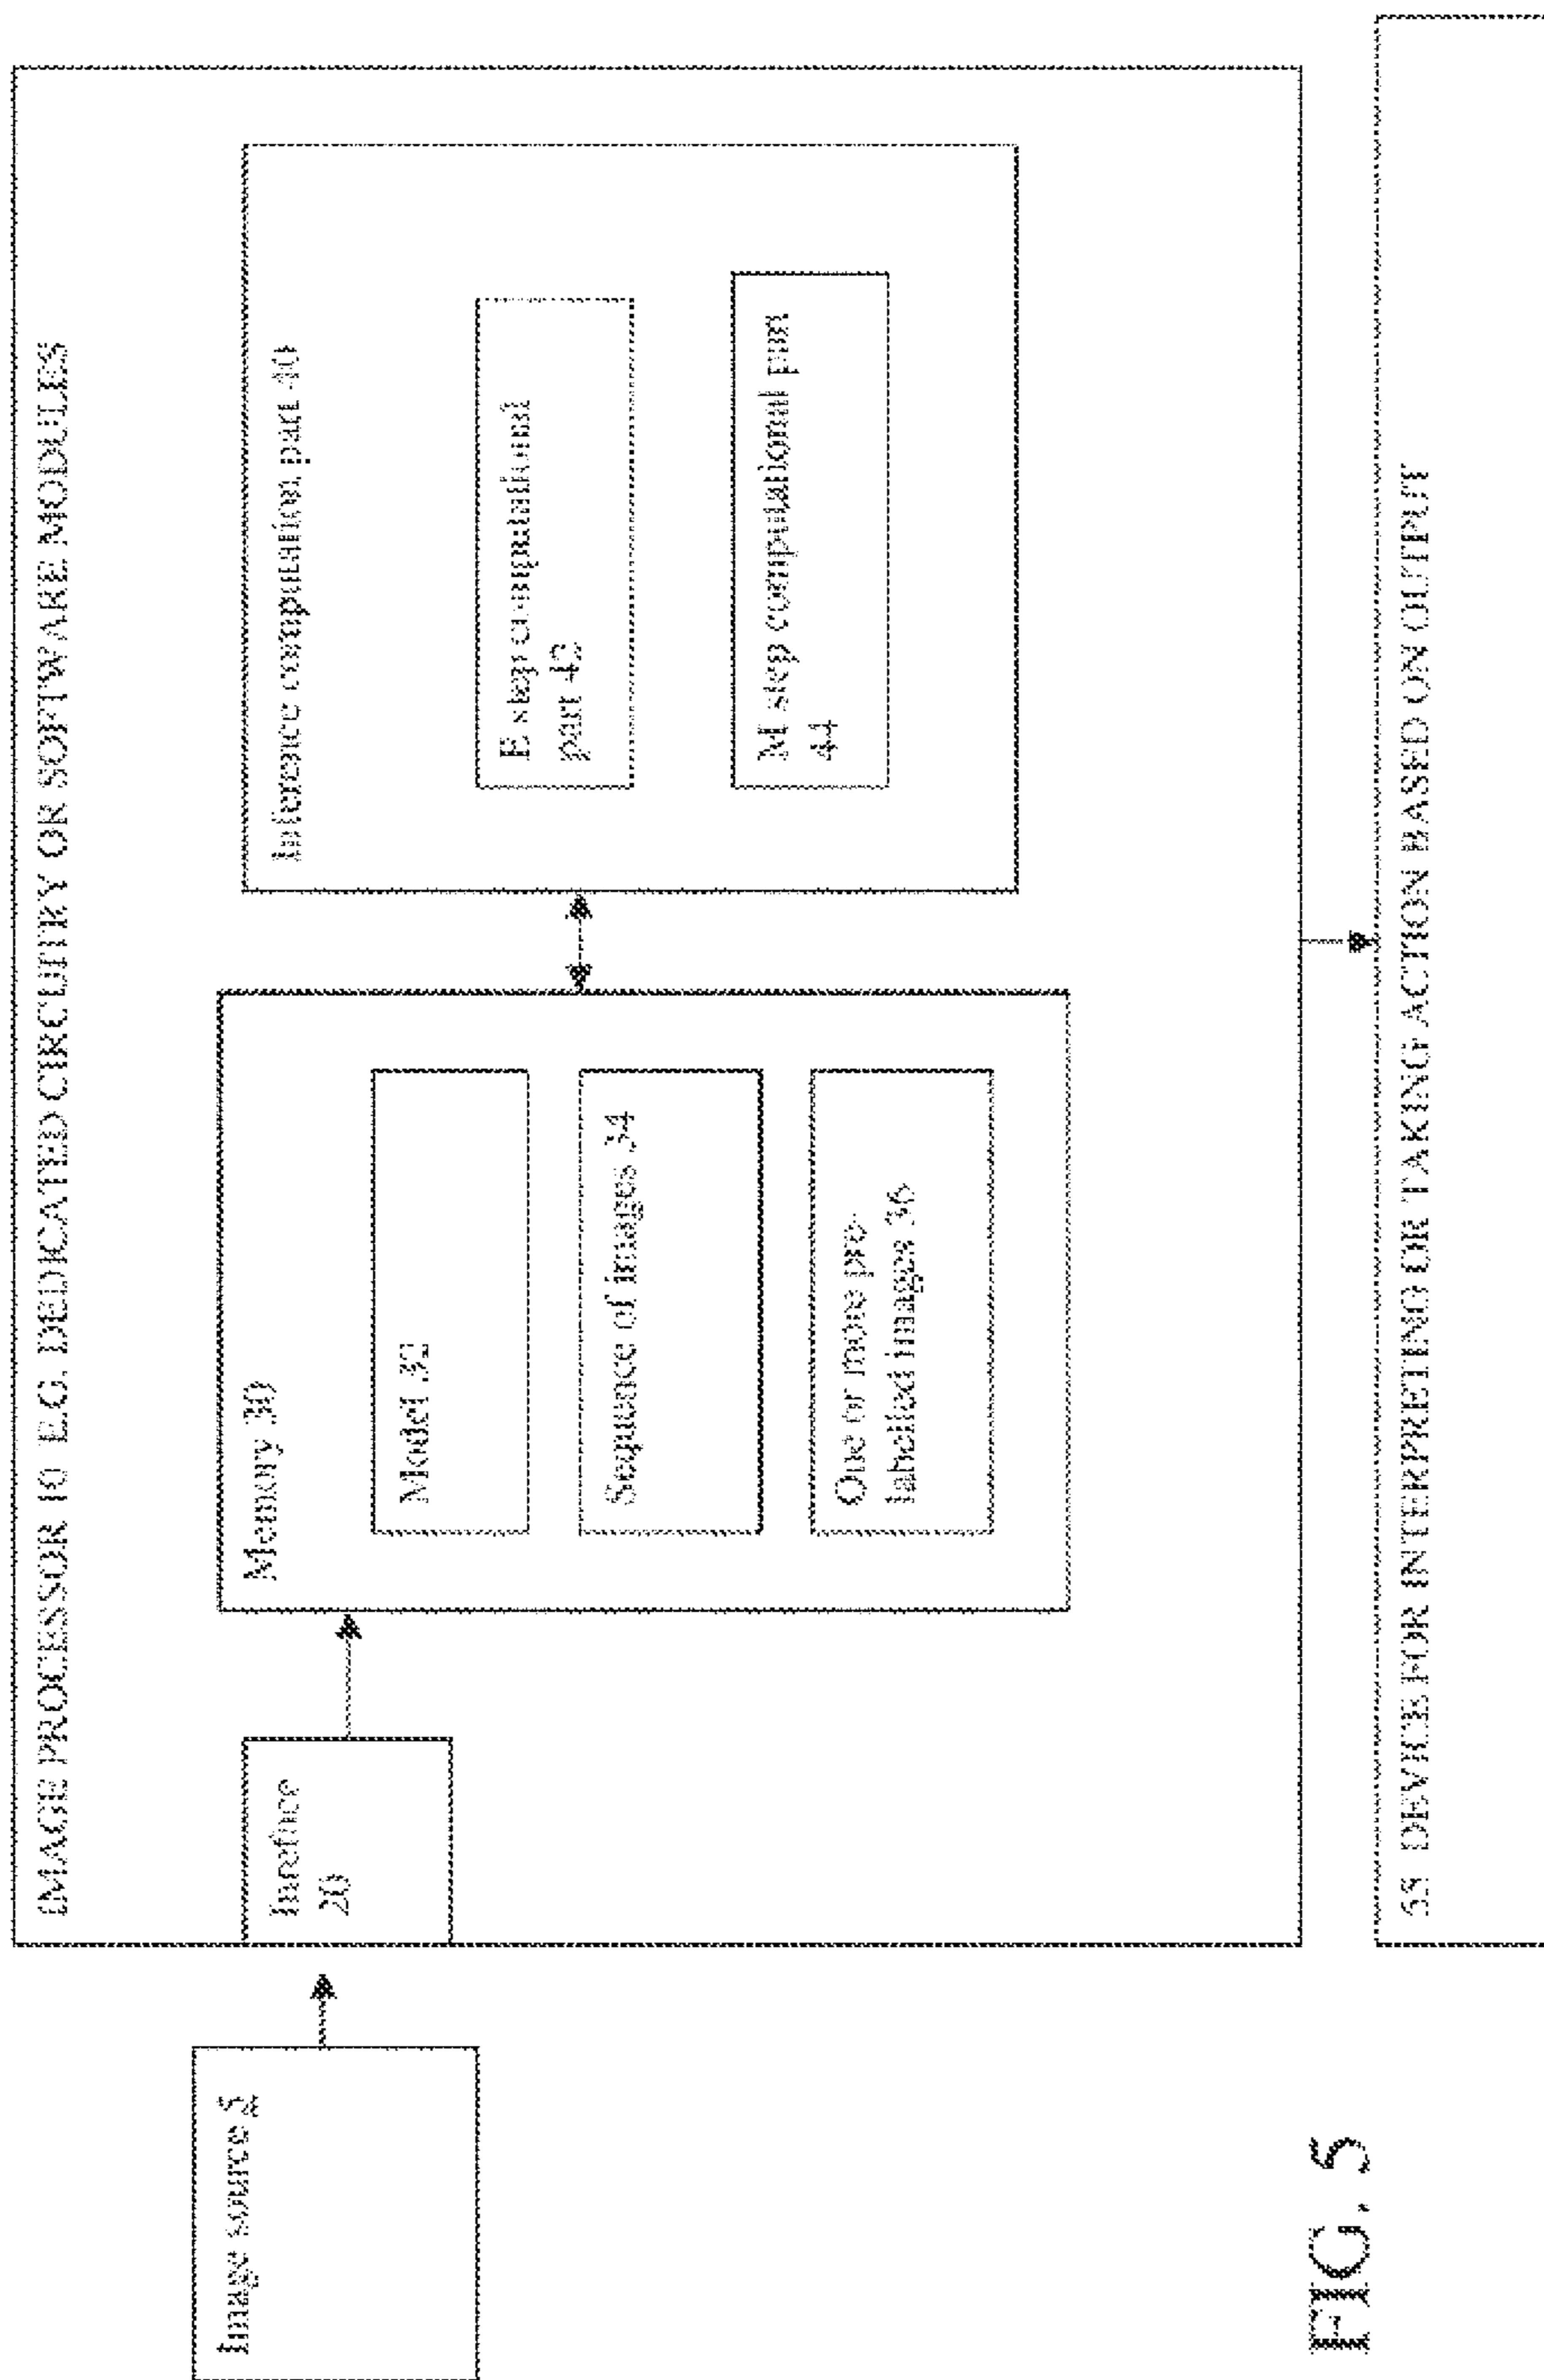 IMAGE PROCESSOR 10 E.G. DEDICATED CIRCUITRY OR SOFTWARE MODULES
Image source 5
20
Memory 30
Model 32
Sequence of images 34
One or more pre-
labelled images 36
Inference computation part 40
E step computational
part 42
M step computational part
44
55 DEVICE FOR INTERPRETING OR TAKING ACTION BASED ON OUTPUT
FIG. 5